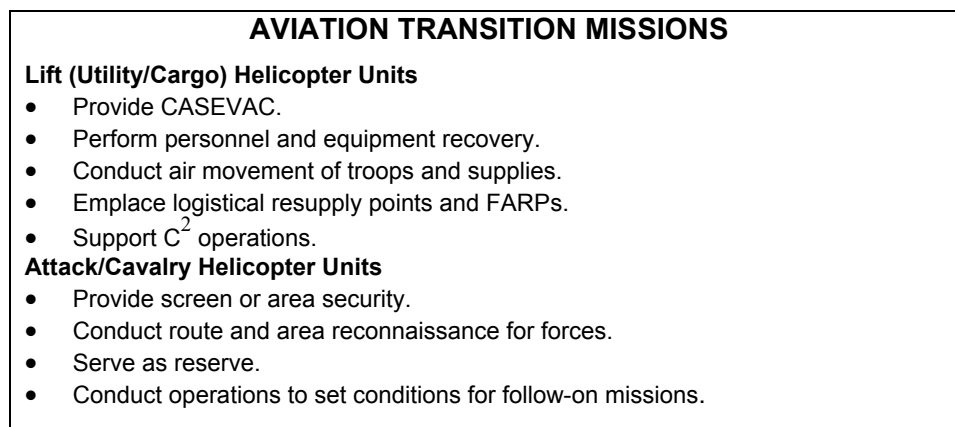 AVIATION TRANSITION MISSIONS
Lift (Utility/Cargo) Helicopter Units
• Provide CASEVAC.
• Perform personnel and equipment recovery.
• Conduct air movement of troops and supplies.
• Emplace logistical resupply points and FARPs.
• Support C² operations.
Attack/Cavalry Helicopter Units
• Provide screen or area security.
• Conduct route and area reconnaissance for forces.
• Serve as reserve.
• Conduct operations to set conditions for follow-on missions.